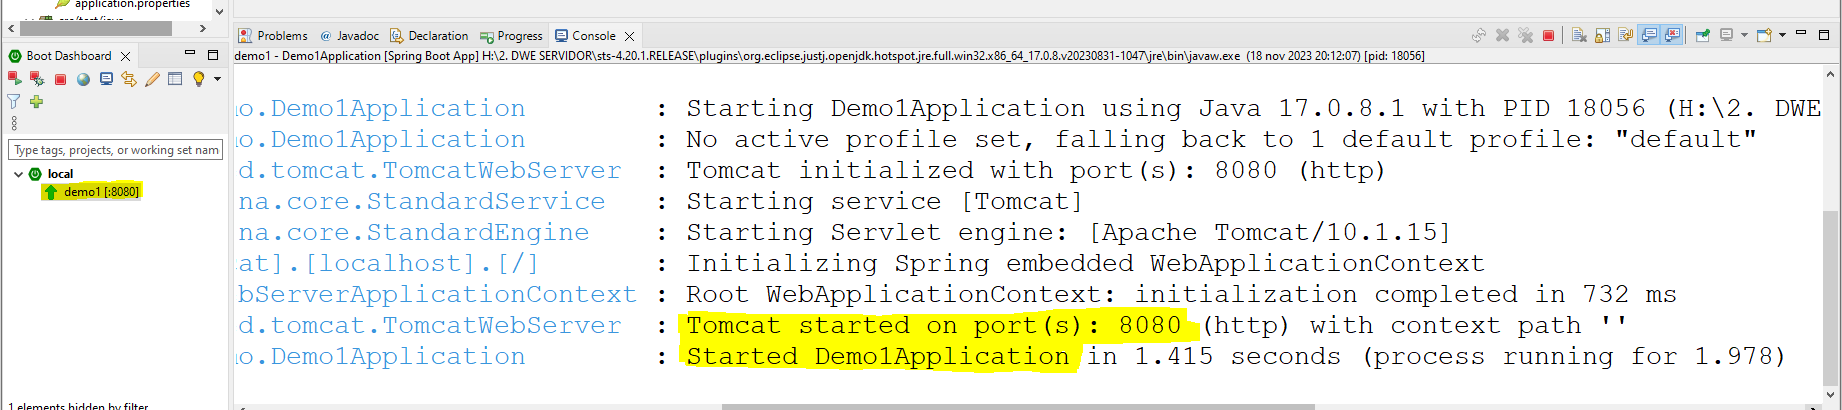 application.properties
Boot Dashboard
Type tags, projects, or working set nam
local
demo1 [:8080]
1 elements hidden by filter
Problems
@ Javadoc
Declaration
Progress
Console
demo1 - Demo1Application [Spring Boot App] H:\2. DWE SERVIDOR\sts-4.20.1.RELEASE\plugins\org.eclipse.justj.openjdk.hotspot.jre.full.win32.x86_64_17.0.8.v20230831-1047\jre\bin\javaw.exe (18 nov 2023 20:12:07) [pid: 18056]
mo.Demo1Application : Starting Demo1Application using Java 17.0.8.1 with PID 18056 (H:\2. DWE
mo.Demo1Application : No active profile set, falling back to 1 default profile: "default"
d.tomcat.TomcatWebServer : Tomcat initialized with port(s): 8080 (http)
na.core.StandardService : Starting service [Tomcat]
na.core.StandardEngine : Starting Servlet engine: [Apache Tomcat/10.1.15]
at].[localhost].[/] : Initializing Spring embedded WebApplicationContext
bServerApplicationContext : Root WebApplicationContext: initialization completed in 732 ms
d.tomcat.TomcatWebServer : Tomcat started on port(s): 8080 (http) with context path ''
mo.Demo1Application : Started Demo1Application in 1.415 seconds (process running for 1.978)